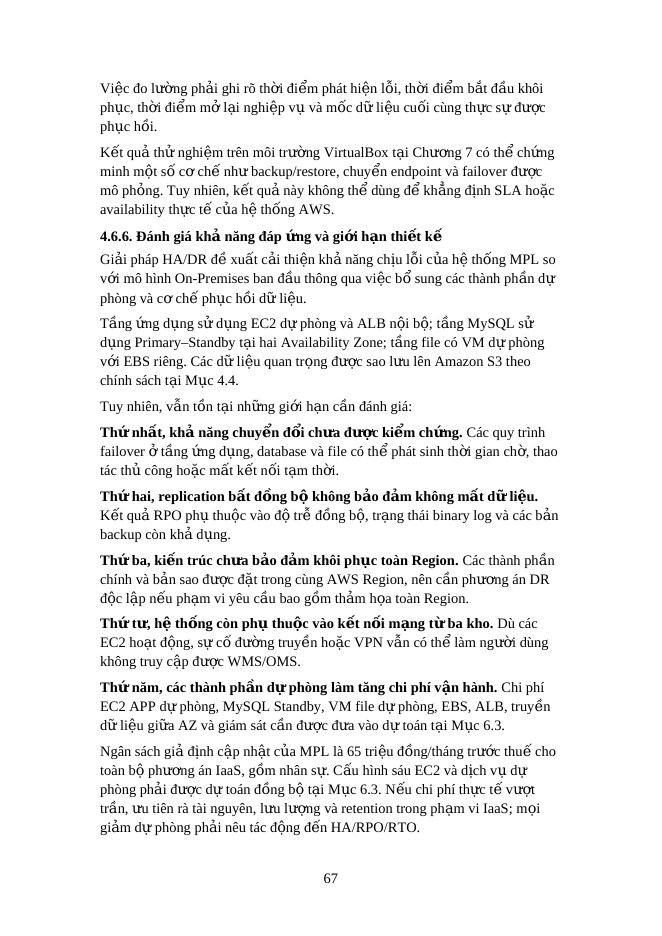 Việc đo lường phải ghi rõ thời điểm phát hiện lỗi, thời điểm bắt đầu khôi
phục, thời điểm mở lại nghiệp vụ và mốc dữ liệu cuối cùng thực sự được
phục hồi.
Kết quả thử nghiệm trên môi trường VirtualBox tại Chương 7 có thể chứng
minh một số cơ chế như backup/restore, chuyển endpoint và failover được
mô phỏng. Tuy nhiên, kết quả này không thể dùng để khẳng định SLA hoặc
availability thực tế của hệ thống AWS.
4.6.6. Đánh giá khả năng đáp ứng và giới hạn thiết kế
Giải pháp HA/DR đề xuất cải thiện khả năng chịu lỗi của hệ thống MPL so
với mô hình On-Premises ban đầu thông qua việc bổ sung các thành phần dự
phòng và cơ chế phục hồi dữ liệu.
Tầng ứng dụng sử dụng EC2 dự phòng và ALB nội bộ; tầng MySQL sử
dụng Primary–Standby tại hai Availability Zone; tầng file có VM dự phòng
với EBS riêng. Các dữ liệu quan trọng được sao lưu lên Amazon S3 theo
chính sách tại Mục 4.4.
Tuy nhiên, vẫn tồn tại những giới hạn cần đánh giá:
Thứ nhất, khả năng chuyển đổi chưa được kiểm chứng. Các quy trình
failover ở tầng ứng dụng, database và file có thể phát sinh thời gian chờ, thao
tác thủ công hoặc mất kết nối tạm thời.
Thứ hai, replication bất đồng bộ không bảo đảm không mất dữ liệu.
Kết quả RPO phụ thuộc vào độ trễ đồng bộ, trạng thái binary log và các bản
backup còn khả dụng.
Thứ ba, kiến trúc chưa bảo đảm khôi phục toàn Region. Các thành phần
chính và bản sao được đặt trong cùng AWS Region, nên cần phương án DR
độc lập nếu phạm vi yêu cầu bao gồm thảm họa toàn Region.
Thứ tư, hệ thống còn phụ thuộc vào kết nối mạng từ ba kho. Dù các
EC2 hoạt động, sự cố đường truyền hoặc VPN vẫn có thể làm người dùng
không truy cập được WMS/OMS.
Thứ năm, các thành phần dự phòng làm tăng chi phí vận hành. Chi phí
EC2 APP dự phòng, MySQL Standby, VM file dự phòng, EBS, ALB, truyền
dữ liệu giữa AZ và giám sát cần được đưa vào dự toán tại Mục 6.3.
Ngân sách giả định cập nhật của MPL là 65 triệu đồng/tháng trước thuế cho
toàn bộ phương án IaaS, gồm nhân sự. Cấu hình sáu EC2 và dịch vụ dự
phòng phải được dự toán đồng bộ tại Mục 6.3. Nếu chi phí thực tế vượt
trần, ưu tiên rà tài nguyên, lưu lượng và retention trong phạm vi IaaS; mọi
giảm dự phòng phải nêu tác động đến HA/RPO/RTO.
67